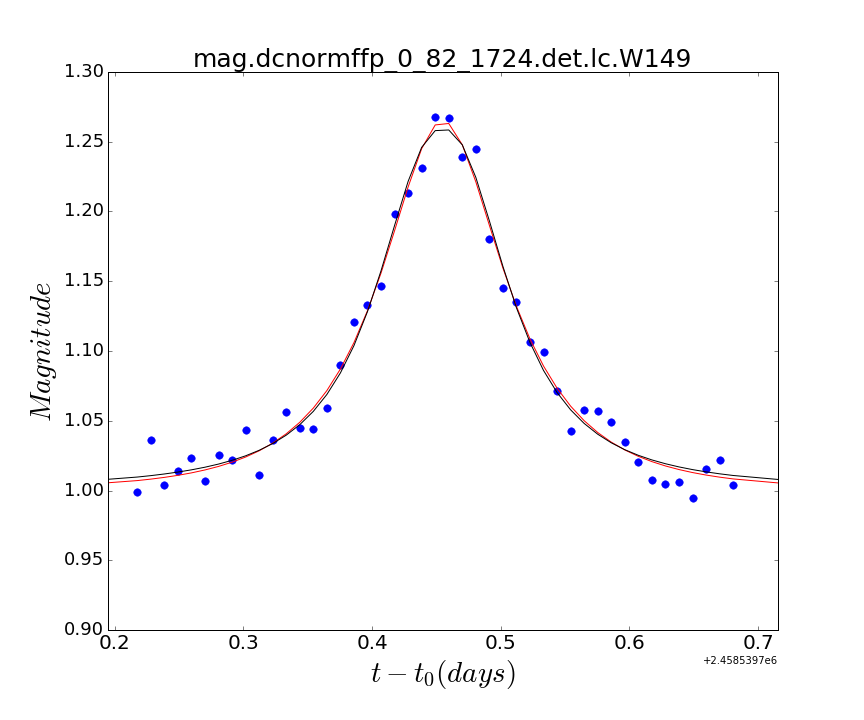 mag.dcnormffp_0_82_1724.det.lc.W149
1.30
1.25
1.20
1.15
1.10
1.05
1.00
0.95
0.90
Magnitude
0.2 0.3 0.4 0.5 0.6 0.7
+2.4585397e6
t − t₀(days)